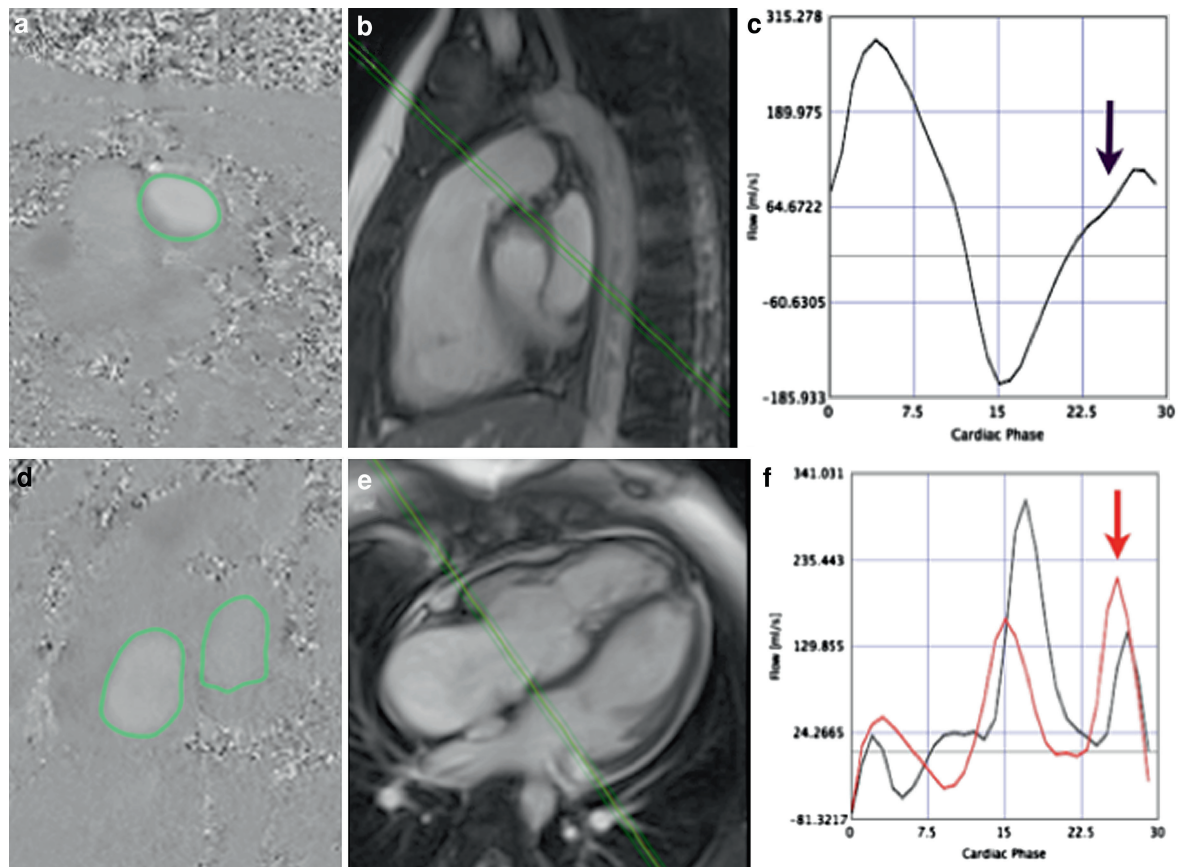 a
b
c
315.278
189.975
64.6722
-60.6305
-185.933
Flow [ml/s]
0
7.5
15
22.5
30
Cardiac Phase
d
e
f
341.031
235.443
129.855
24.2665
-81.3217
Flow [ml/s]
0
7.5
15
22.5
30
Cardiac Phase